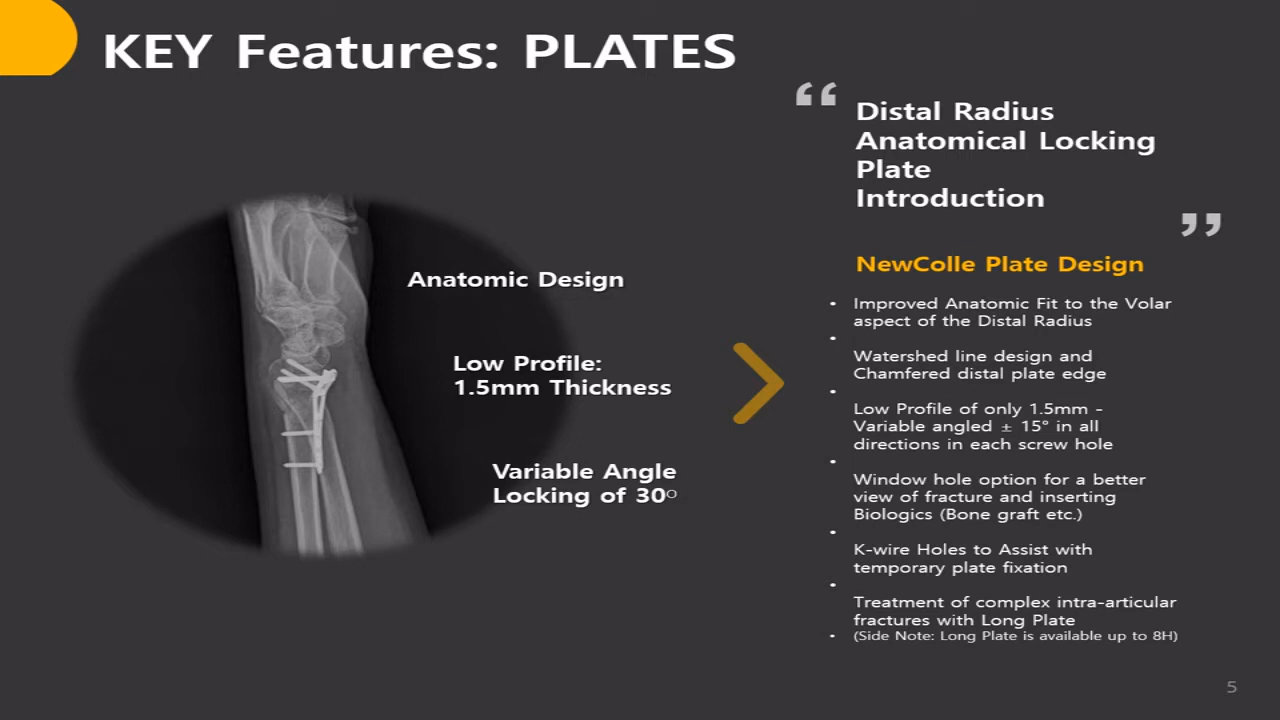 KEY Features: PLATES
“
Distal Radius
Anatomical Locking
Plate
Introduction
”
Anatomic Design
Low Profile:
1.5mm Thickness
Variable Angle
Locking of 30○
NewColle Plate Design
• Improved Anatomic Fit to the Volar
aspect of the Distal Radius
•
Watershed line design and
Chamfered distal plate edge
•
Low Profile of only 1.5mm -
Variable angled ± 15° in all
directions in each screw hole
•
Window hole option for a better
view of fracture and inserting
Biologics (Bone graft etc.)
•
K-wire Holes to Assist with
temporary plate fixation
•
Treatment of complex intra-articular
fractures with Long Plate
• (Side Note: Long Plate is available up to 8H)
5